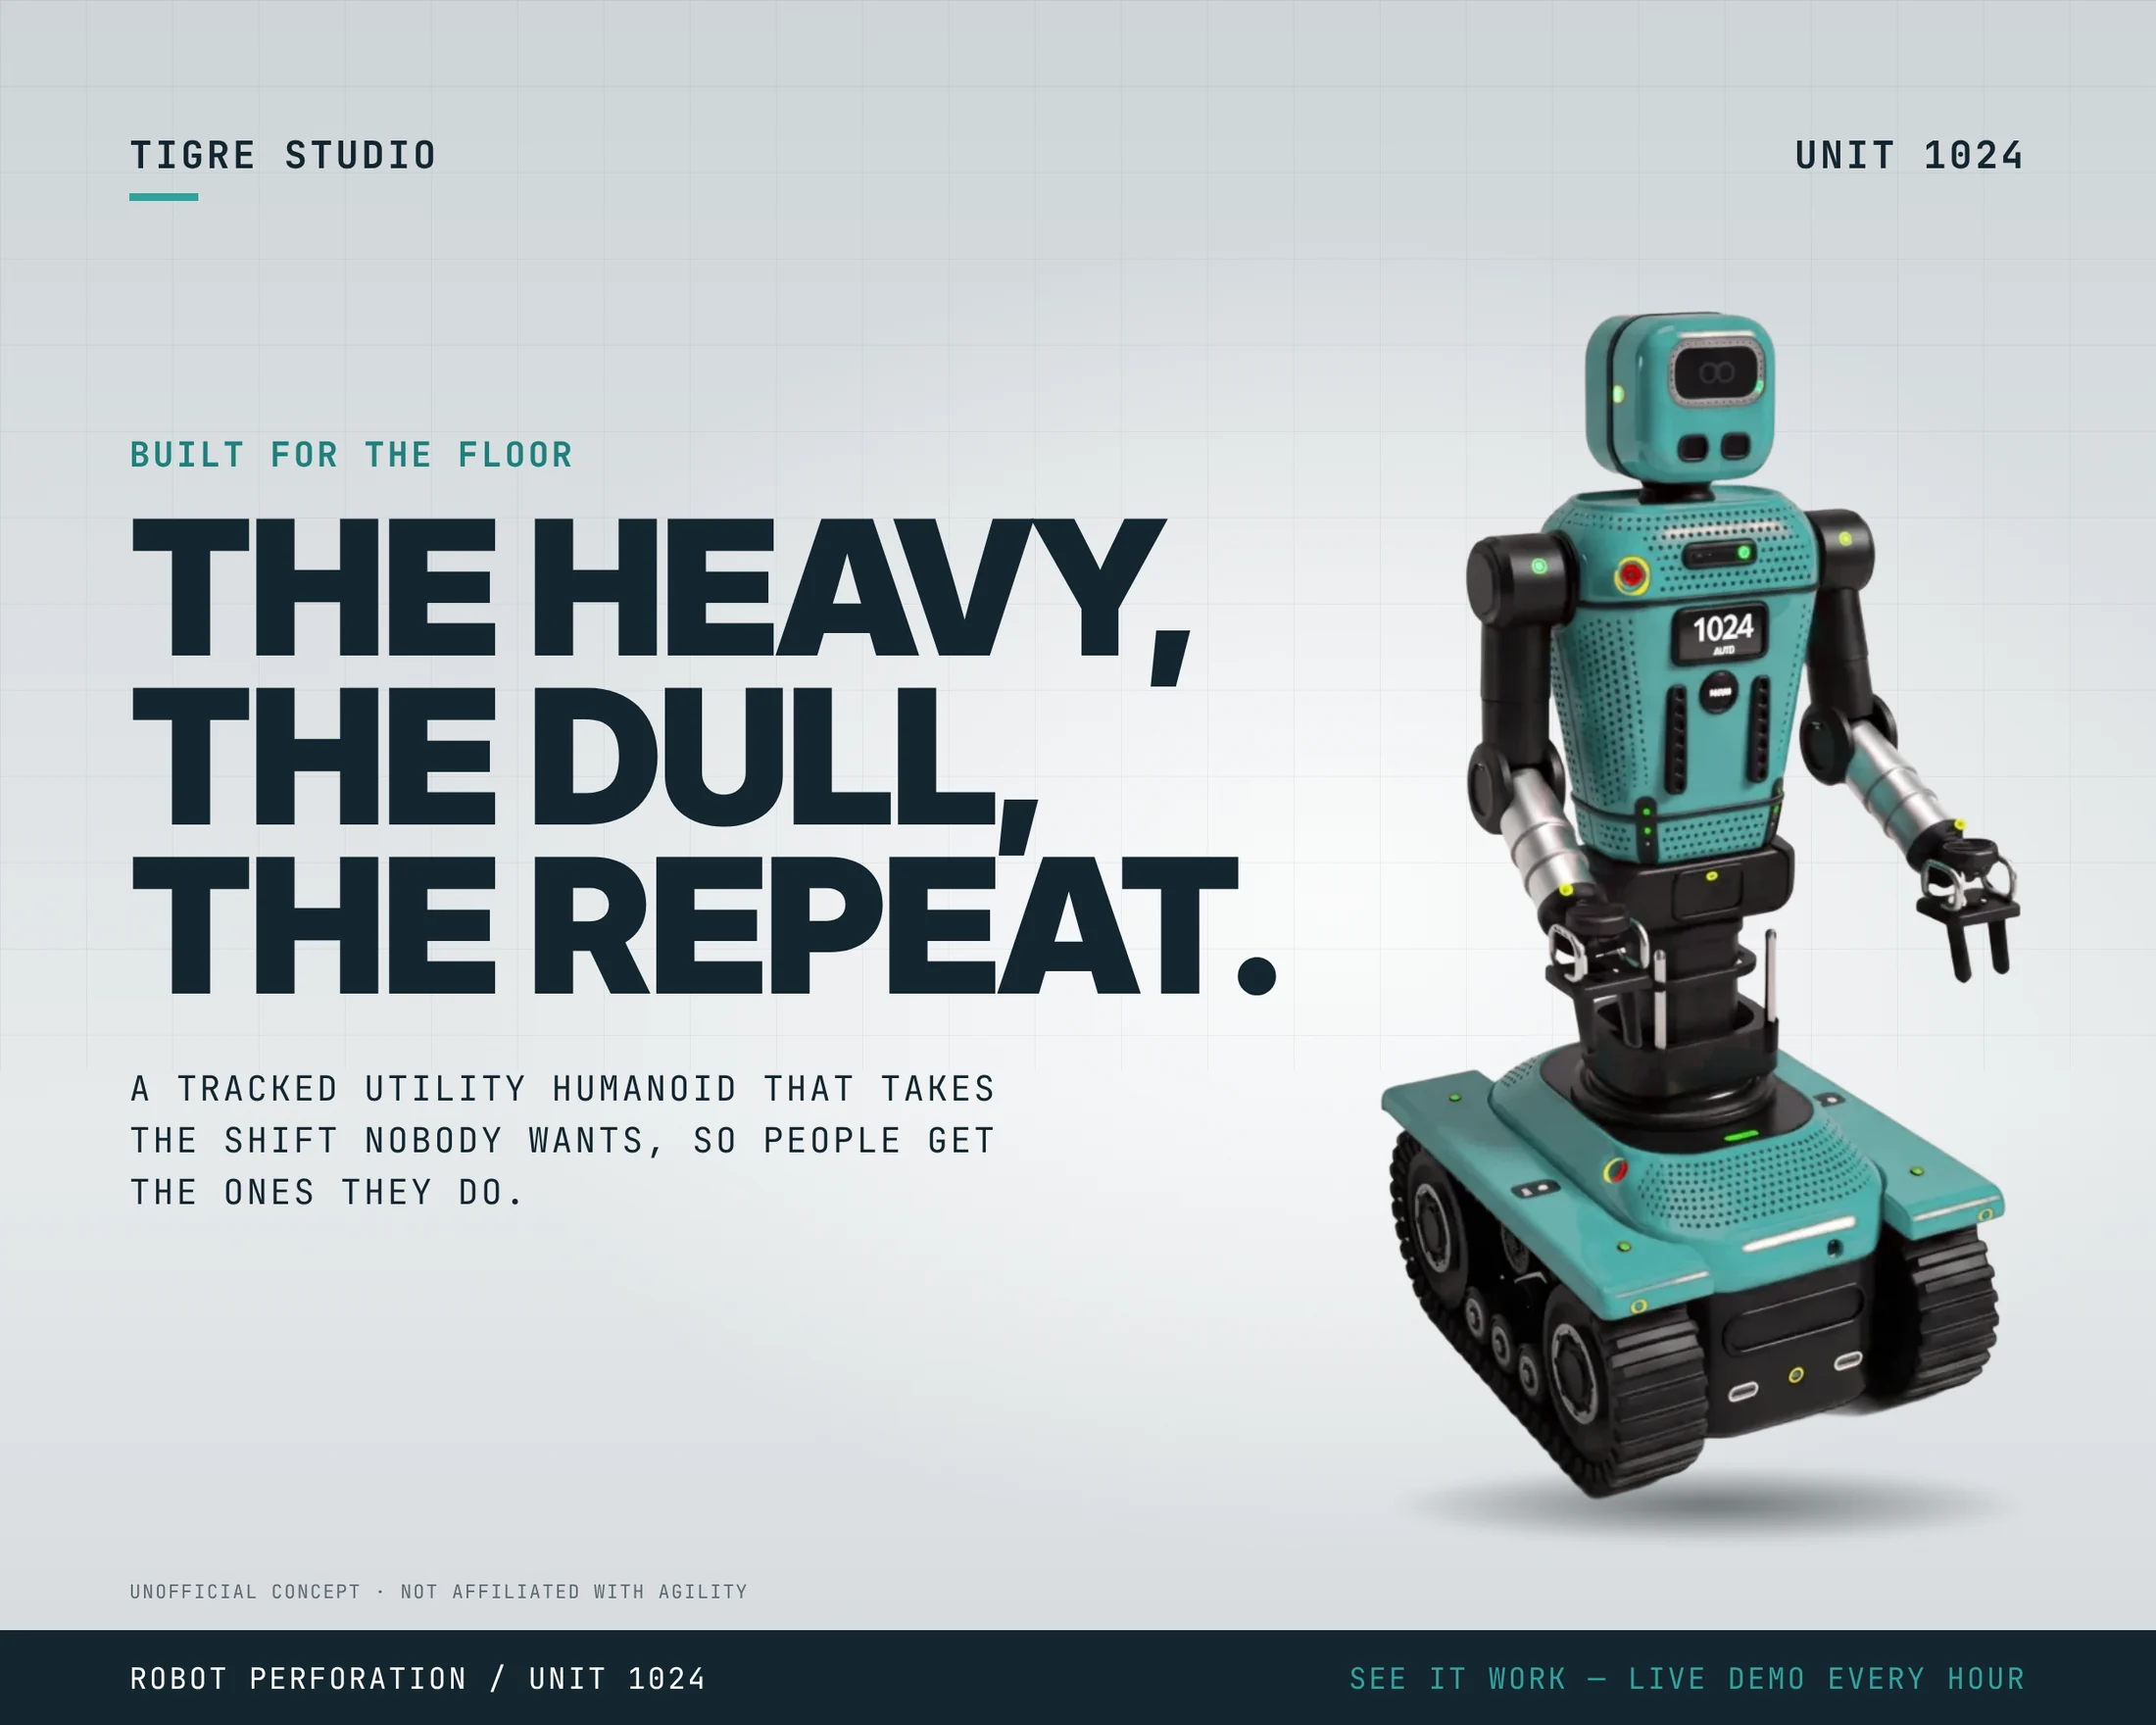 TIGRE STUDIO
UNIT 1024
BUILT FOR THE FLOOR
THE HEAVY,
THE DULL,
THE REPEAT.
1024
AUTO
A TRACKED UTILITY HUMANOID THAT TAKES
THE SHIFT NOBODY WANTS, SO PEOPLE GET
THE ONES THEY DO.
UNOFFICIAL CONCEPT · NOT AFFILIATED WITH AGILITY
ROBOT PERFORATION / UNIT 1024
SEE IT WORK — LIVE DEMO EVERY HOUR